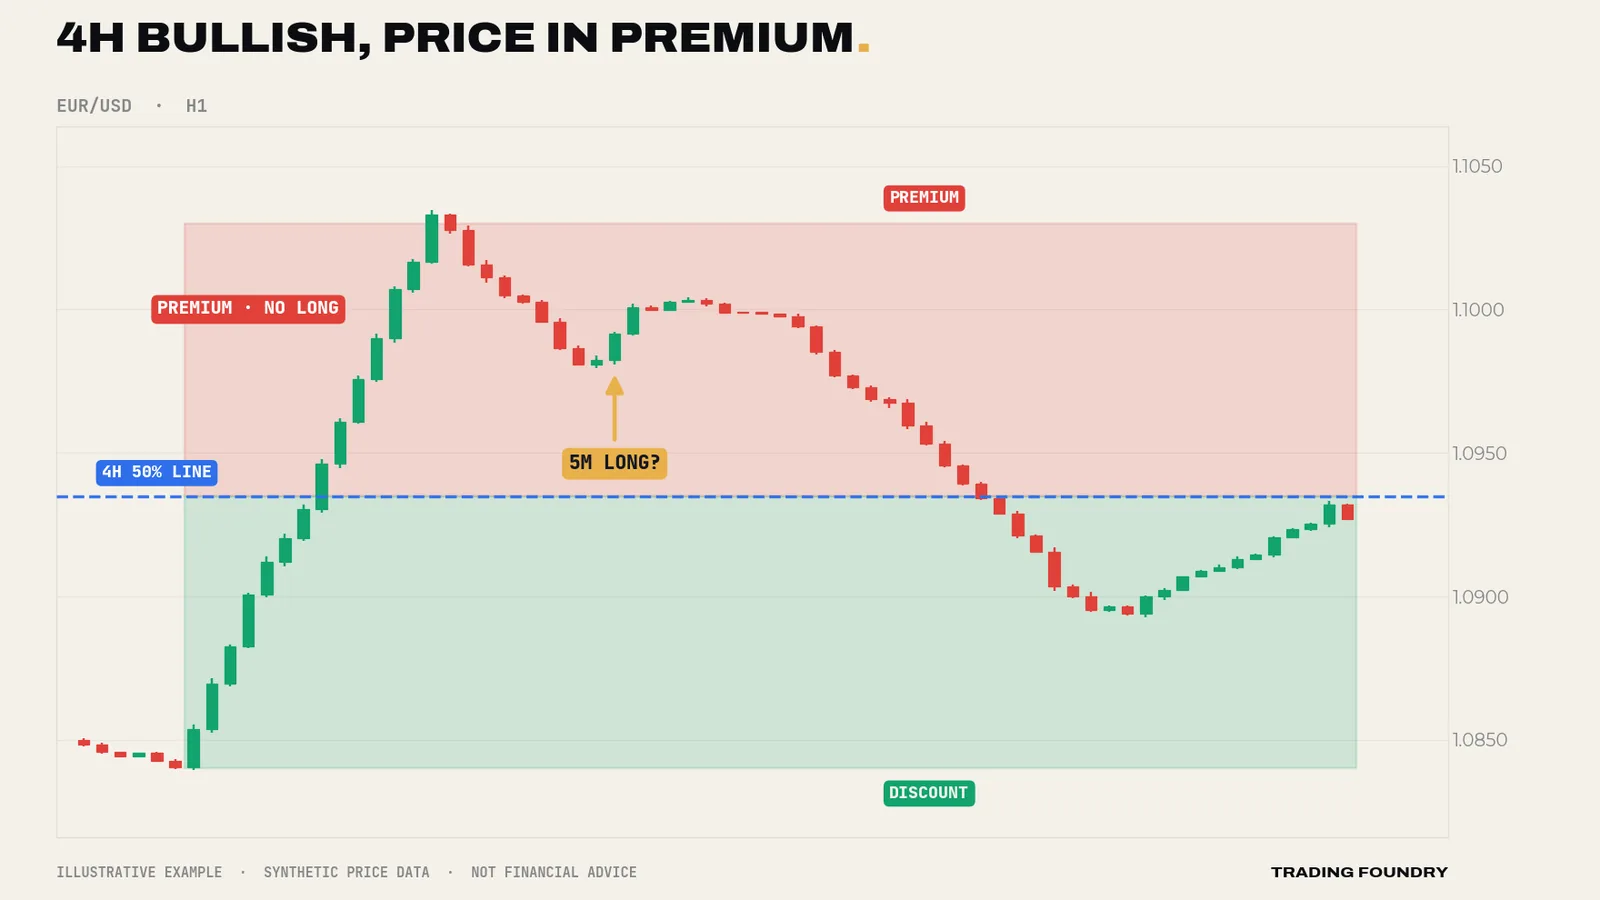 4H BULLISH, PRICE IN PREMIUM.
EUR/USD · H1
1.1050
PREMIUM
PREMIUM · NO LONG
1.1000
5M LONG?
1.0950
4H 50% LINE
1.0900
1.0850
DISCOUNT
ILLUSTRATIVE EXAMPLE · SYNTHETIC PRICE DATA · NOT FINANCIAL ADVICE
TRADING FOUNDRY